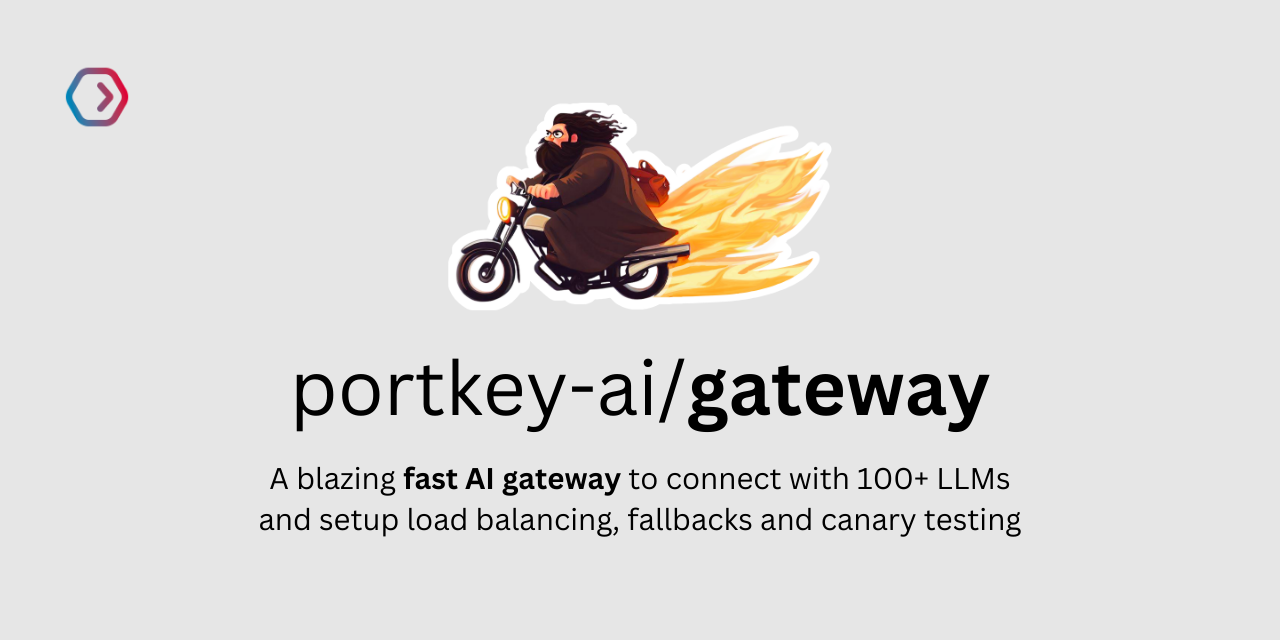 portkey-ai/gateway
A blazing fast AI gateway to connect with 100+ LLMs
and setup load balancing, fallbacks and canary testing